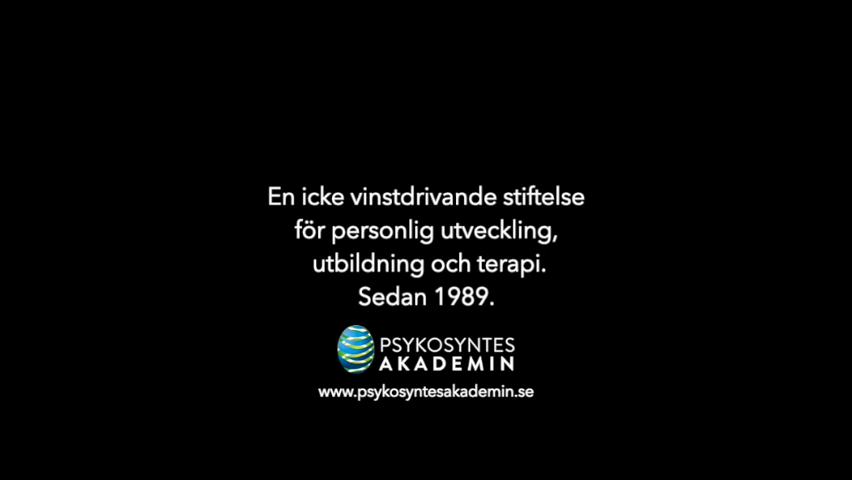 En icke vinstdrivande stiftelse
för personlig utveckling,
utbildning och terapi.
Sedan 1989.
PSYKOSYNTES
AKADEMIN
www.psykosyntesakademin.se